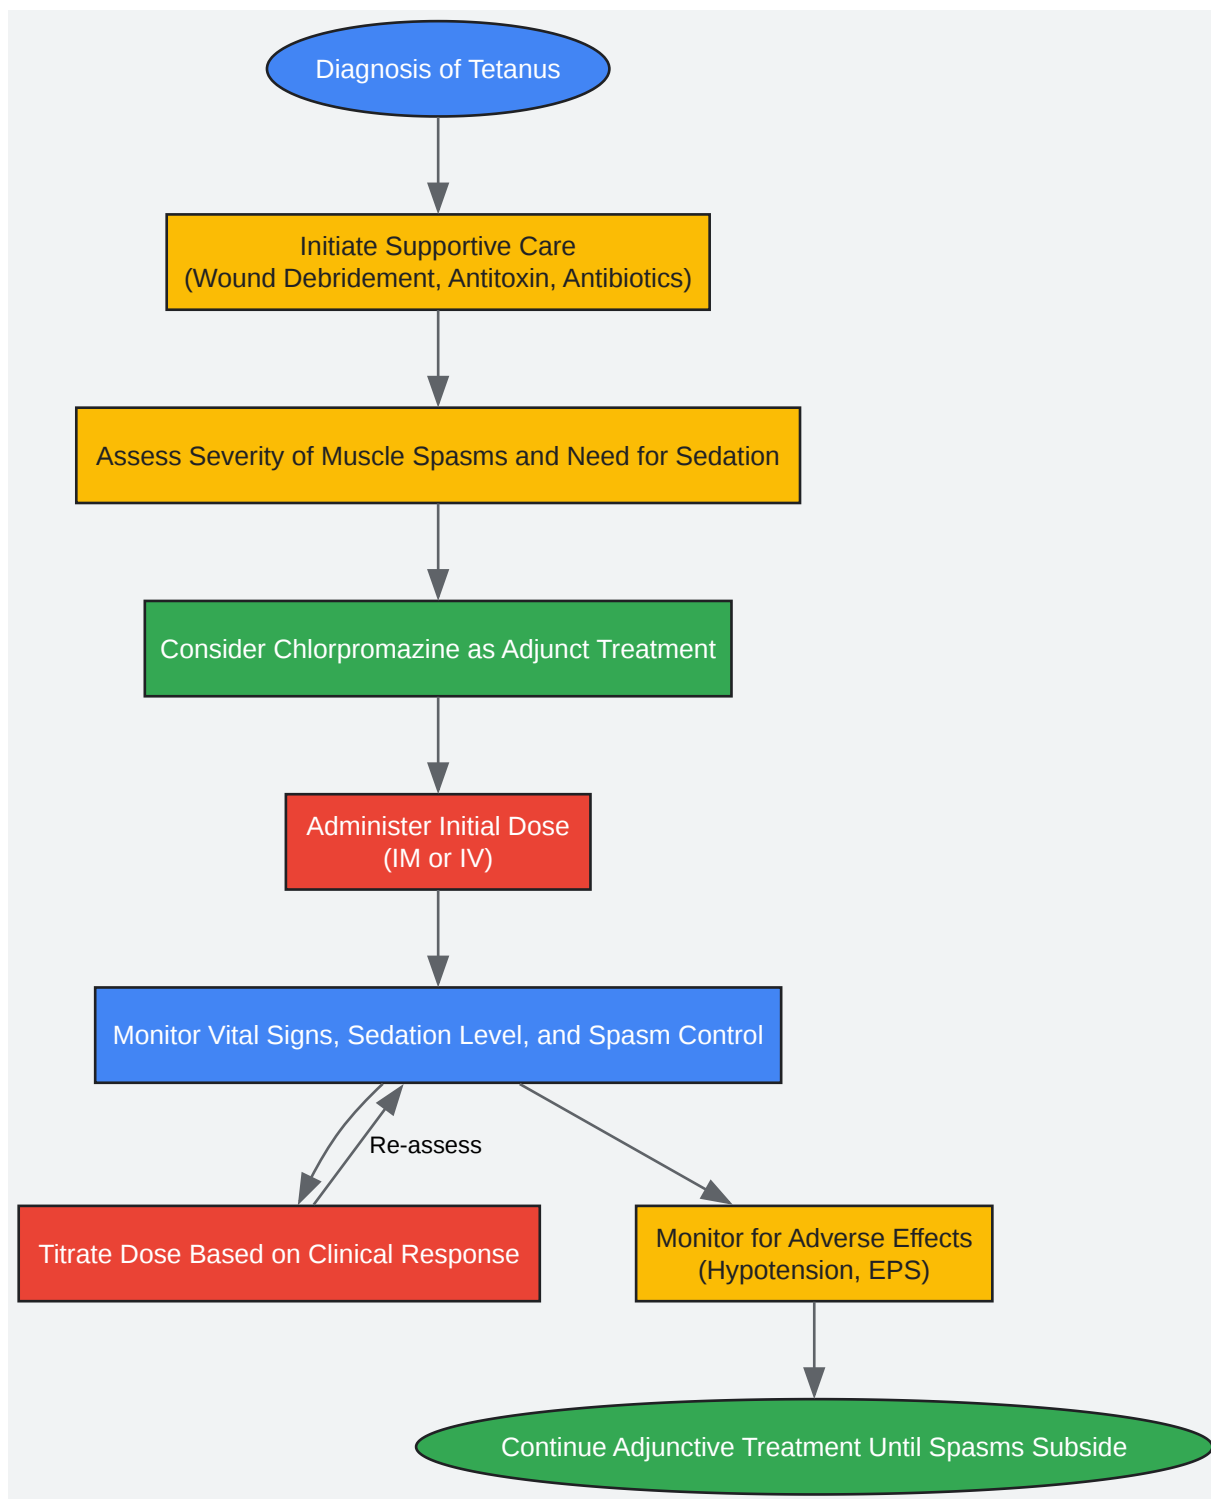 Diagnosis of Tetanus
Initiate Supportive Care
(Wound Debridement, Antitoxin, Antibiotics)
Assess Severity of Muscle Spasms and Need for Sedation
Consider Chlorpromazine as Adjunct Treatment
Administer Initial Dose
(IM or IV)
Monitor Vital Signs, Sedation Level, and Spasm Control
Re-assess
Titrate Dose Based on Clinical Response
Monitor for Adverse Effects
(Hypotension, EPS)
Continue Adjunctive Treatment Until Spasms Subside